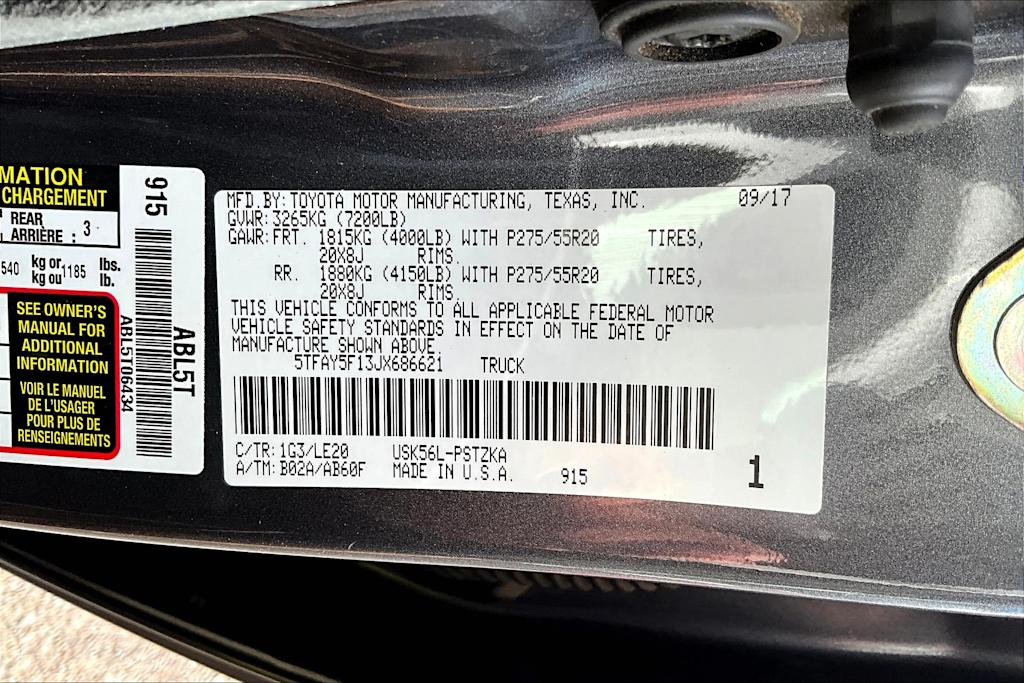 MATION
CHARGEMENT
REAR
ARRIÈRE : 3
540 kg or 1185 lbs.
kg ou lb.
SEE OWNER'S
MANUAL FOR
ADDITIONAL
INFORMATION
VOIR LE MANUEL
DE L'USAGER
POUR PLUS DE
RENSEIGNEMENTS
915
ABL5T06434
ABL5T
MFD.BY:TOYOTA MOTOR MANUFACTURING, TEXAS, INC. 09/17
GVWR:3265KG (7200LB)
GAWR:FRT. 1815KG (4000LB) WITH P275/55R20 TIRES,
20X8J RIMS.
RR. 1880KG (4150LB) WITH P275/55R20 TIRES,
20X8J RIMS.
THIS VEHICLE CONFORMS TO ALL APPLICABLE FEDERAL MOTOR
VEHICLE SAFETY STANDARDS IN EFFECT ON THE DATE OF
MANUFACTURE SHOWN ABOVE
5TFAY5F13JX686621 TRUCK
C/TR:1G3/LE20 USK56L-PSTZKA
A/TM:B02A/AB60F MADE IN U.S.A. 915
1